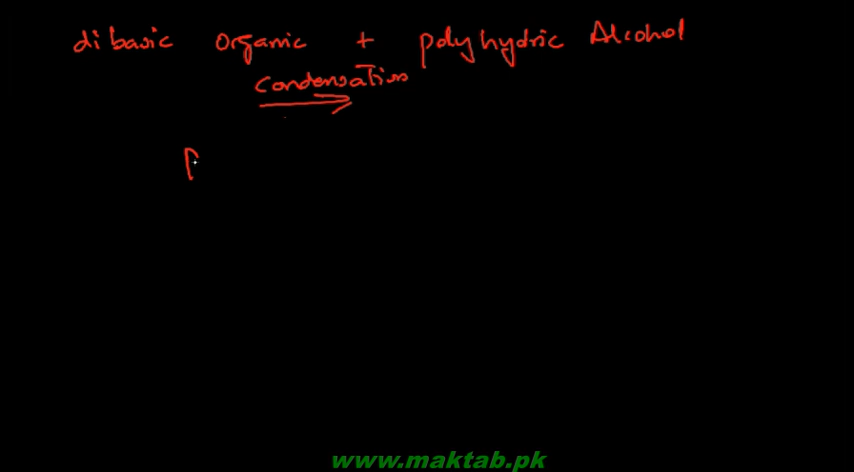 dibasic organic + polyhydric Alcohol
Condensation
www.maktab.pk